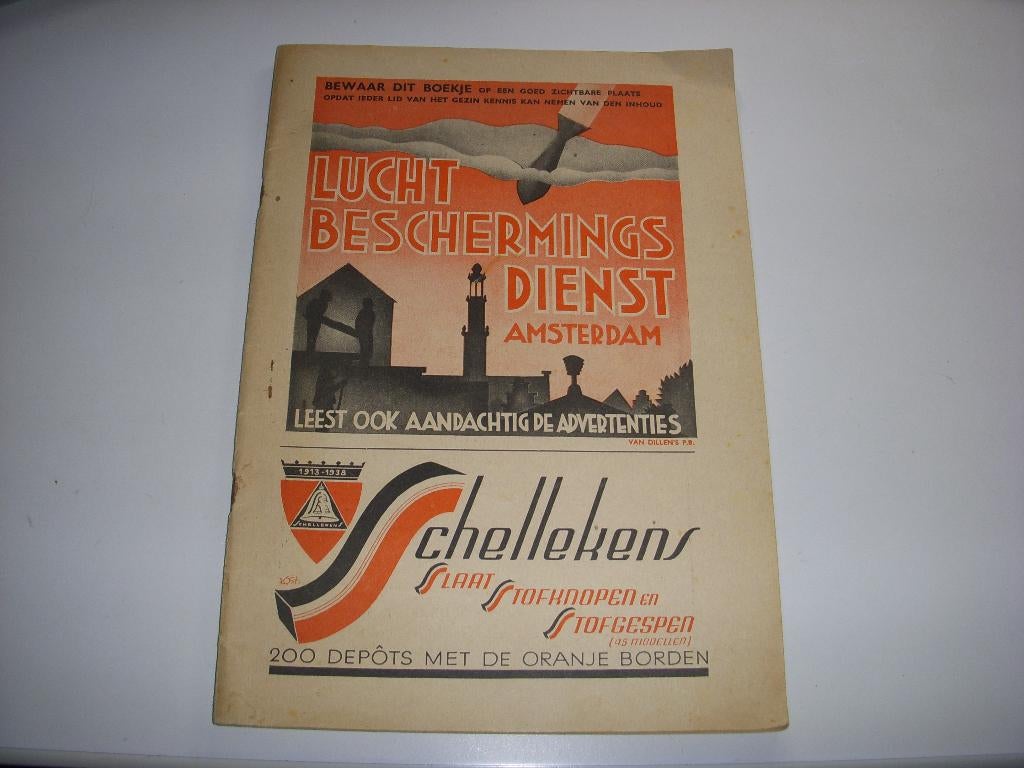 BEWAAR DIT BOEKJE OP EEN GOED ZICHTBARE PLAATS
OPDAT IEDER LID VAN HET GEZIN KENNIS KAN NEMEN VAN DEN INHOUD
LUCHT
BESCHERMINGS
DIENST
AMSTERDAM
LEEST OOK AANDACHTIG DE ADVERTENTIES
VAN DILLEN'S P.B.
1913-1938
SCHELLEKENS
Schellekens
SLAAT
STOFKNOPEN EN
STOFGESPEN
(45 MODELLEN)
200 DEPÔTS MET DE ORANJE BORDEN